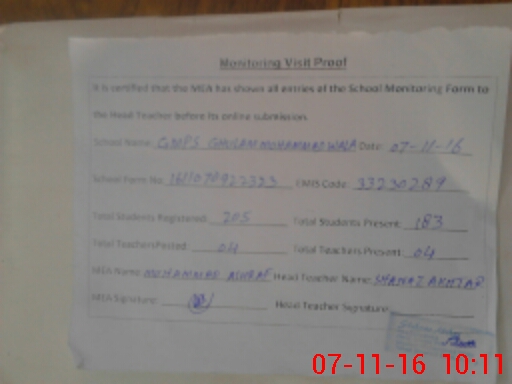 Monitoring Visit Proof
It is certified that the MEA has shown all entries of the School Monitoring Form to
the Head Teacher before its online submission.
School Name: GMPS GHULAM MUHAMMAD WALA Date: 07-11-16
School Form No: 1611070922323 EMIS Code: 33230289
Total Students Registered: 205 Total Students Present: 183
Total Teachers Posted: 04 Total Teachers Present: 04
MEA Name: MUHAMMAD ASHRAF Head Teacher Name: SHANAZ AKHTAR
MEA Signature: Head Teacher Signature:
07-11-16 10:11